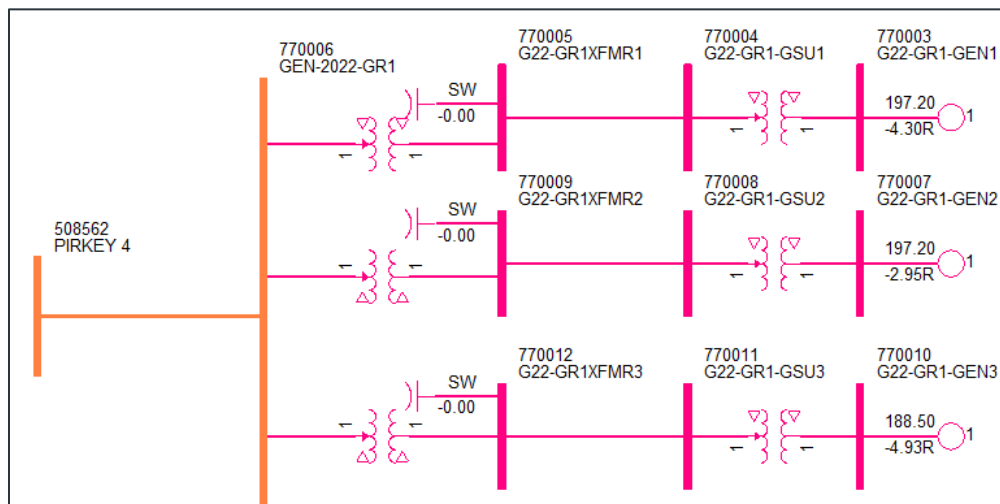 770006
GEN-2022-GR1
770005
G22-GR1XFMR1
770004
G22-GR1-GSU1
770003
G22-GR1-GEN1
SW
-0.00
1
1
1
1
197.20
-4.30R
1
770009
G22-GR1XFMR2
770008
G22-GR1-GSU2
770007
G22-GR1-GEN2
508562
PIRKEY 4
SW
-0.00
1
1
1
1
197.20
-2.95R
1
770012
G22-GR1XFMR3
770011
G22-GR1-GSU3
770010
G22-GR1-GEN3
SW
-0.00
1
1
1
1
188.50
-4.93R
1